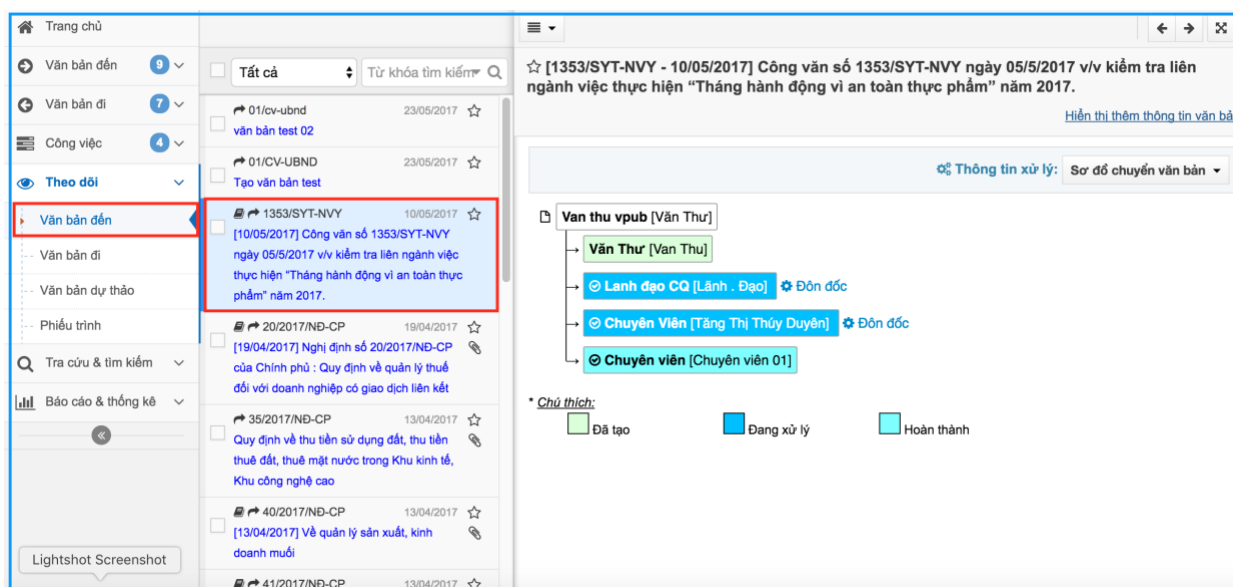 Trang chủ
Văn bản đến 9
Văn bản đi 7
Công việc 4
Theo dõi
Văn bản đến
Văn bản đi
Văn bản dự thảo
Phiếu trình
Tra cứu & tìm kiếm
Báo cáo & thống kê
Lightshot Screenshot
Tất cả
Từ khóa tìm kiếm
01/cv-ubnd 23/05/2017
văn bản test 02
01/CV-UBND 23/05/2017
Tạo văn bản test
1353/SYT-NVY 10/05/2017
[10/05/2017] Công văn số 1353/SYT-NVY
ngày 05/5/2017 v/v kiểm tra liên ngành việc
thực hiện “Tháng hành động vì an toàn thực
phẩm” năm 2017.
20/2017/NĐ-CP 19/04/2017
[19/04/2017] Nghị định số 20/2017/NĐ-CP
của Chính phủ : Quy định về quản lý thuế
đối với doanh nghiệp có giao dịch liên kết
35/2017/NĐ-CP 13/04/2017
Quy định về thu tiền sử dụng đất, thu tiền
thuê đất, thuê mặt nước trong Khu kinh tế,
Khu công nghệ cao
40/2017/NĐ-CP 13/04/2017
[13/04/2017] Về quản lý sản xuất, kinh
doanh muối
41/2017/NĐ-CP 13/04/2017
[1353/SYT-NVY - 10/05/2017] Công văn số 1353/SYT-NVY ngày 05/5/2017 v/v kiểm tra liên
ngành việc thực hiện “Tháng hành động vì an toàn thực phẩm” năm 2017.
Hiển thị thêm thông tin văn bả
Thông tin xử lý: Sơ đồ chuyển văn bản
Van thu vpub [Văn Thư]
Văn Thư [Van Thu]
Lanh đạo CQ [Lãnh . Đạo] Đôn đốc
Chuyên Viên [Tăng Thị Thúy Duyên] Đôn đốc
Chuyên viên [Chuyên viên 01]
* Chú thích:
Đã tạo Đang xử lý Hoàn thành